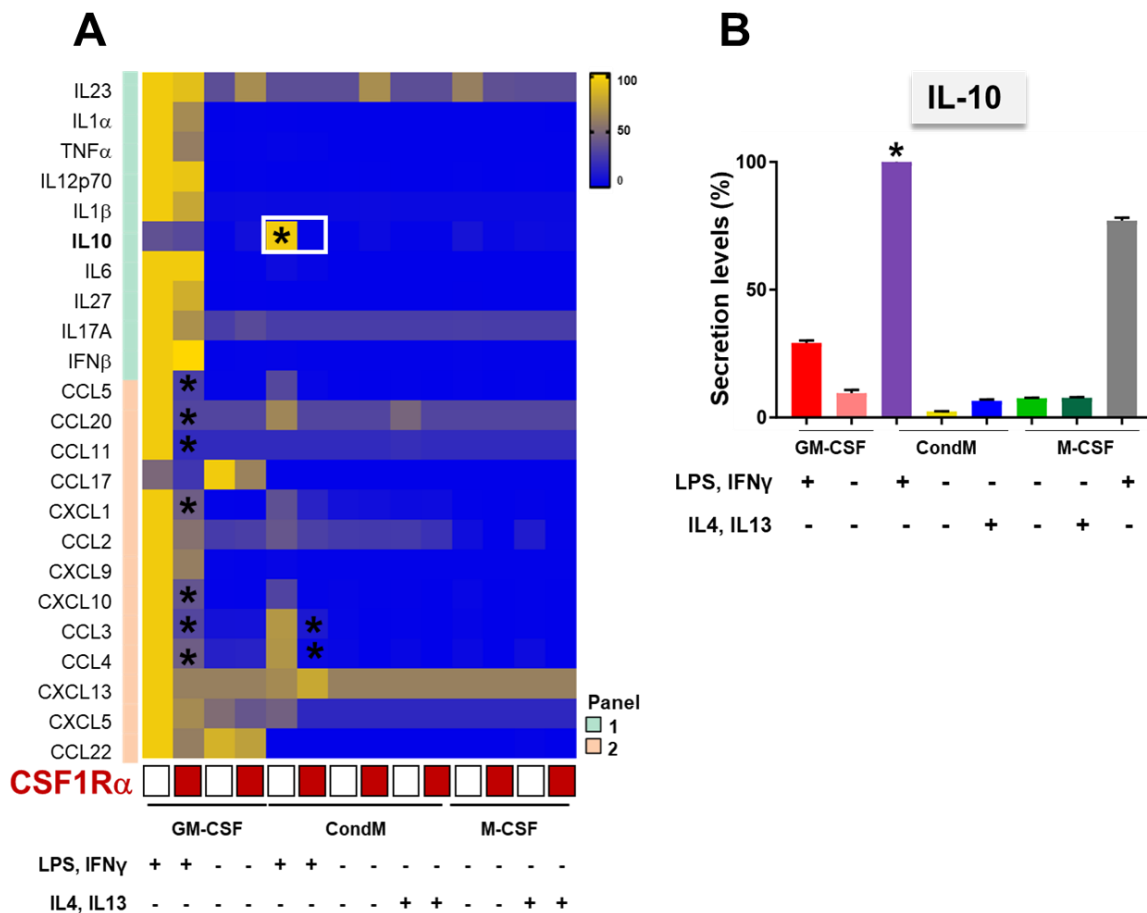 A
IL23
IL1α
TNFα
IL12p70
IL1β
IL10
IL6
IL27
IL17A
IFNβ
CCL5
CCL20
CCL11
CCL17
CXCL1
CCL2
CXCL9
CXCL10
CCL3
CCL4
CXCL13
CXCL5
CCL22
*
*
*
*
*
*
*
*
*
*
100
50
0
Panel
1
2
CSF1Rα
GM-CSF CondM M-CSF
LPS, IFNγ + + - - + + - - - - - - - -
IL4, IL13 - - - - - - - - + + - - + +
B
IL-10
Secretion levels (%)
100
50
0
*
GM-CSF CondM M-CSF
LPS, IFNγ + - + - - - - +
IL4, IL13 - - - - + - + -